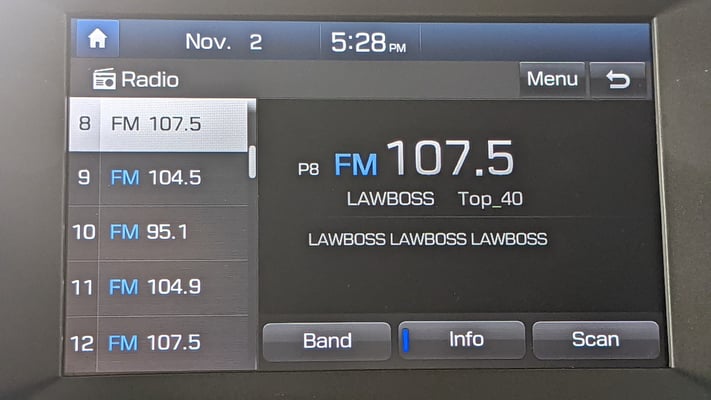 Nov. 2 5:28 PM
Radio Menu
8 FM 107.5
9 FM 104.5
10 FM 95.1
11 FM 104.9
12 FM 107.5
P8 FM 107.5
LAWBOSS Top_40
LAWBOSS LAWBOSS LAWBOSS
Band Info Scan